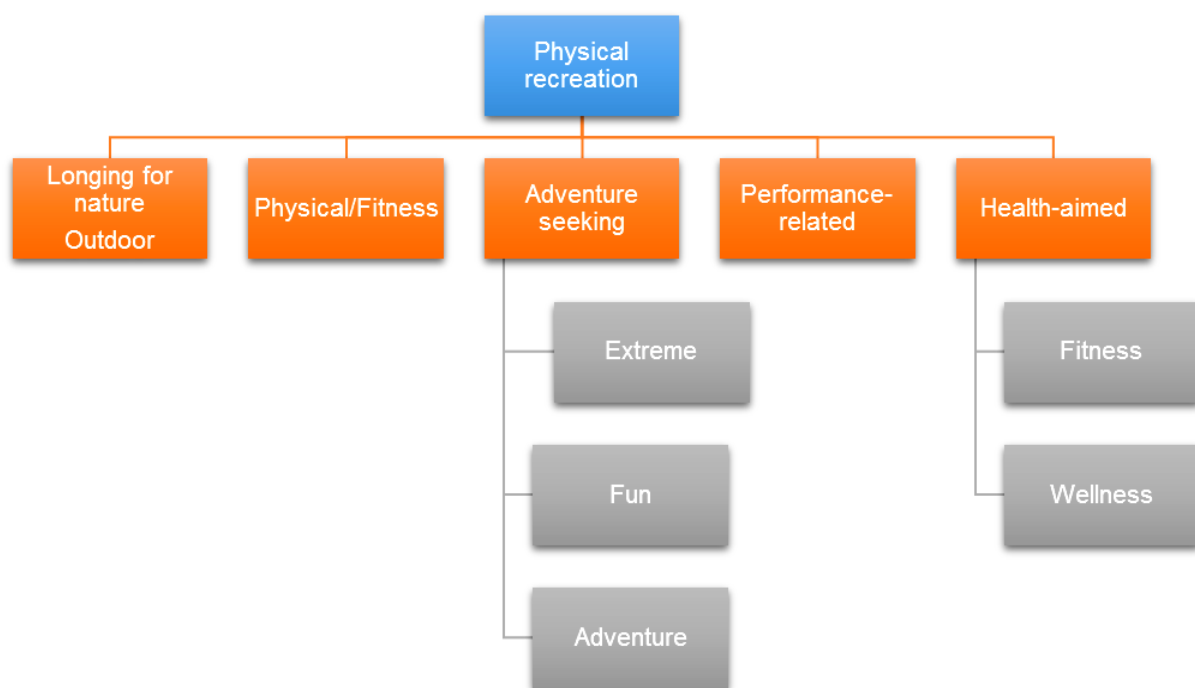 Physical
recreation
Longing for
nature
Outdoor
Physical/Fitness
Adventure
seeking
Performance-
related
Health-aimed
Extreme
Fitness
Fun
Wellness
Adventure